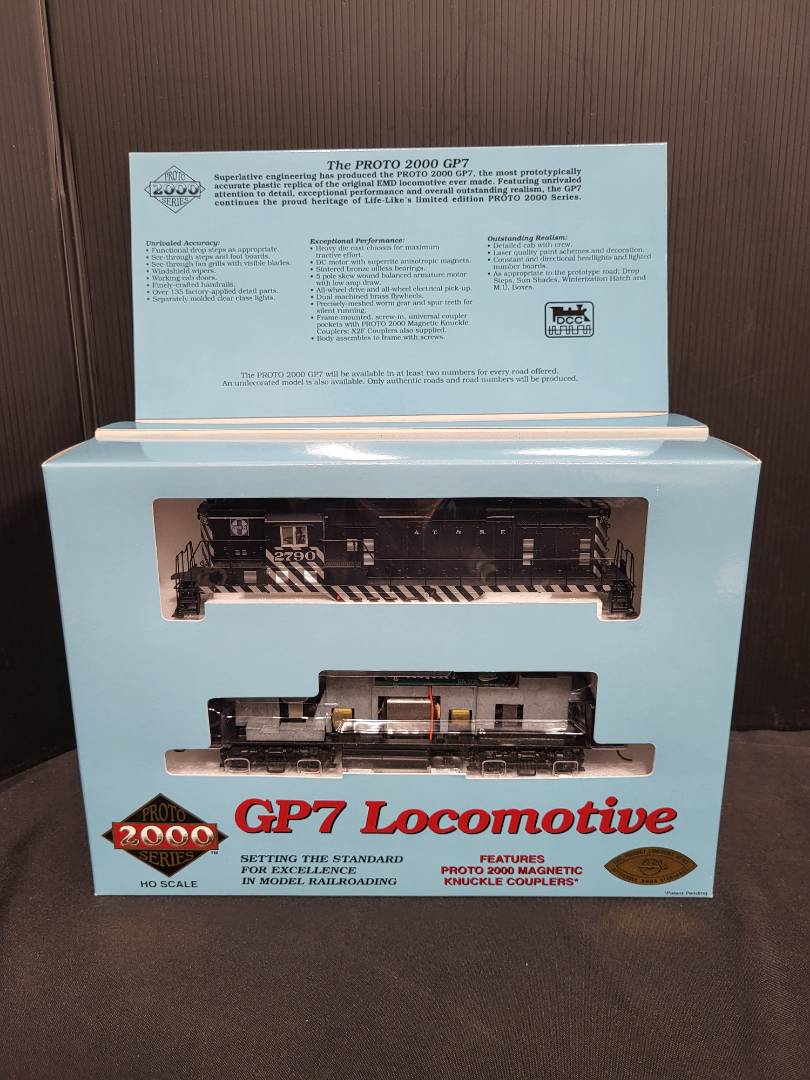 PROTO
2000
SERIES
The PROTO 2000 GP7
Superlative engineering has produced the PROTO 2000 GP7, the most prototypically
accurate plastic replica of the original EMD locomotive ever made. Featuring unrivaled
attention to detail, exceptional performance and overall outstanding realism, the GP7
continues the proud heritage of Life-Like's limited edition PROTO 2000 Series.
Unrivaled Accuracy:
• Functional drop steps as appropriate.
• See-through steps and foot boards.
• See-through fan grills with visible blades.
• Windshield wipers.
• Working cab doors.
• Finely-crafted handrails.
• Over 135 factory-applied detail parts.
• Separately molded clear class lights.
Exceptional Performance:
• Heavy die cast chassis for maximum
tractive effort.
• DC motor with superrite anisotropic magnets.
• Sintered bronze oilless bearings.
• 5 pole skew wound balanced armature motor
with low amp draw.
• All-wheel drive and all-wheel electrical pick-up.
• Dual machined brass flywheels.
• Precisely-meshed worm gear and spur teeth for
silent running.
• Frame-mounted, screw-in, universal coupler
pockets with PROTO 2000 Magnetic Knuckle
Couplers; X2F Couplers also supplied.
• Body assembles to frame with screws.
Outstanding Realism:
• Detailed cab with crew.
• Laser quality paint schemes and decoration.
• Constant and directional headlights and lighted
number boards.
• As appropriate to the prototype road: Drop
Steps, Sun Shades, Winterization Hatch and
M.U. Boxes.
DCC
The PROTO 2000 GP7 will be available in at least two numbers for every road offered.
An undecorated model is also available. Only authentic roads and road numbers will be produced.
2790
A. T. & S. F.
PROTO
2000
SERIES
TM
HO SCALE
GP7 Locomotive
SETTING THE STANDARD
FOR EXCELLENCE
IN MODEL RAILROADING
FEATURES
PROTO 2000 MAGNETIC
KNUCKLE COUPLERS*
*Patent Pending